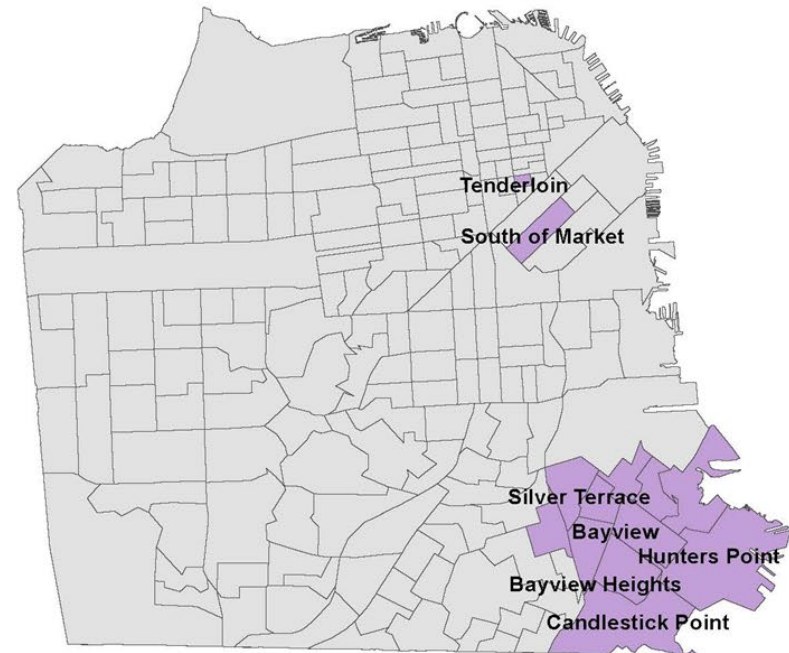 Tenderloin
South of Market
Silver Terrace
Bayview
Hunters Point
Bayview Heights
Candlestick Point